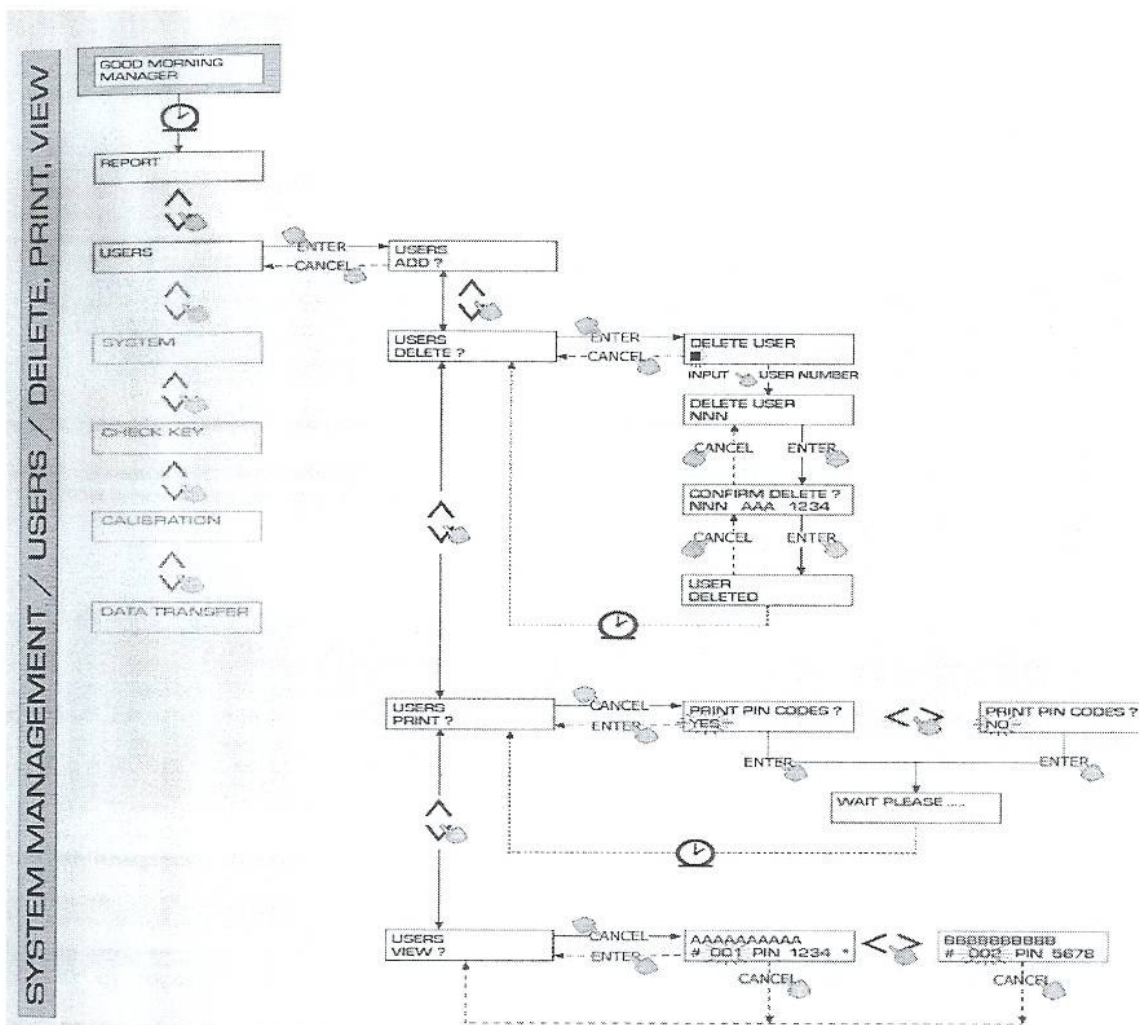 SYSTEM MANAGEMENT / USERS / DELETE, PRINT, VIEW
GOOD MORNING
MANAGER
REPORT
USERS
ENTER
CANCEL
USERS
ADD ?
SYSTEM
USERS
DELETE ?
ENTER
CANCEL
DELETE USER
INPUT USER NUMBER
DELETE USER
NNN
CHECK KEY
CANCEL ENTER
CONFIRM DELETE ?
NNN AAA 1234
CALIBRATION
CANCEL ENTER
USER
DELETED
DATA TRANSFER
USERS
PRINT ?
CANCEL
ENTER
PRINT PIN CODES ?
YES
< >
PRINT PIN CODES ?
NO
ENTER
ENTER
WAIT PLEASE .....
USERS
VIEW ?
CANCEL
ENTER
AAAAAAAAAA
# 001 PIN 1234 *
< >
BBBBBBBBBB
# 002 PIN 5678
CANCEL
CANCEL